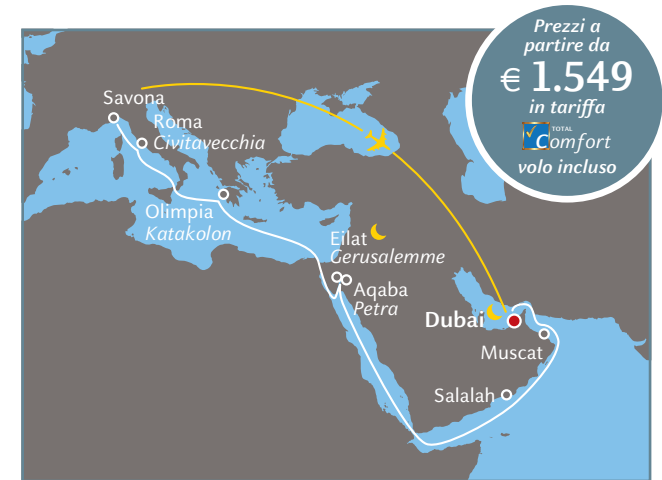 Prezzi a
partire da
€ 1.549
in tariffa
TOTAL
Comfort
volo incluso
Savona
Roma
Civitavecchia
Olimpia
Katakolon
Eilat
Gerusalemme
Aqaba
Petra
Dubai
Muscat
Salalah